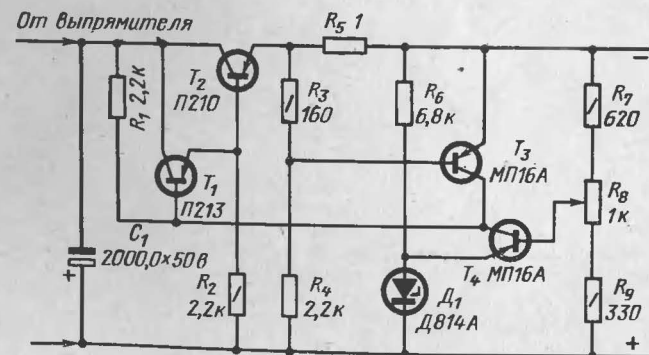 От выпрямителя
R₅ 1
−
T₂
П210
R₁ 2,2к
R₃
160
R₆
6,8к
R₇
620
T₃
МП16А
T₁
П213
R₈
1к
C₁
2000,0×50 в
+
T₄ МП16А
R₂
2,2к
R₄
2,2к
Д₁
Д814А
R₉
330
+